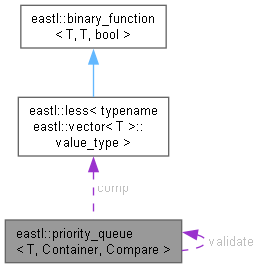 eastl::binary_function
< T, T, bool >
eastl::less< typename
eastl::vector< T >::
value_type >
comp
eastl::priority_queue
< T, Container, Compare >
validate